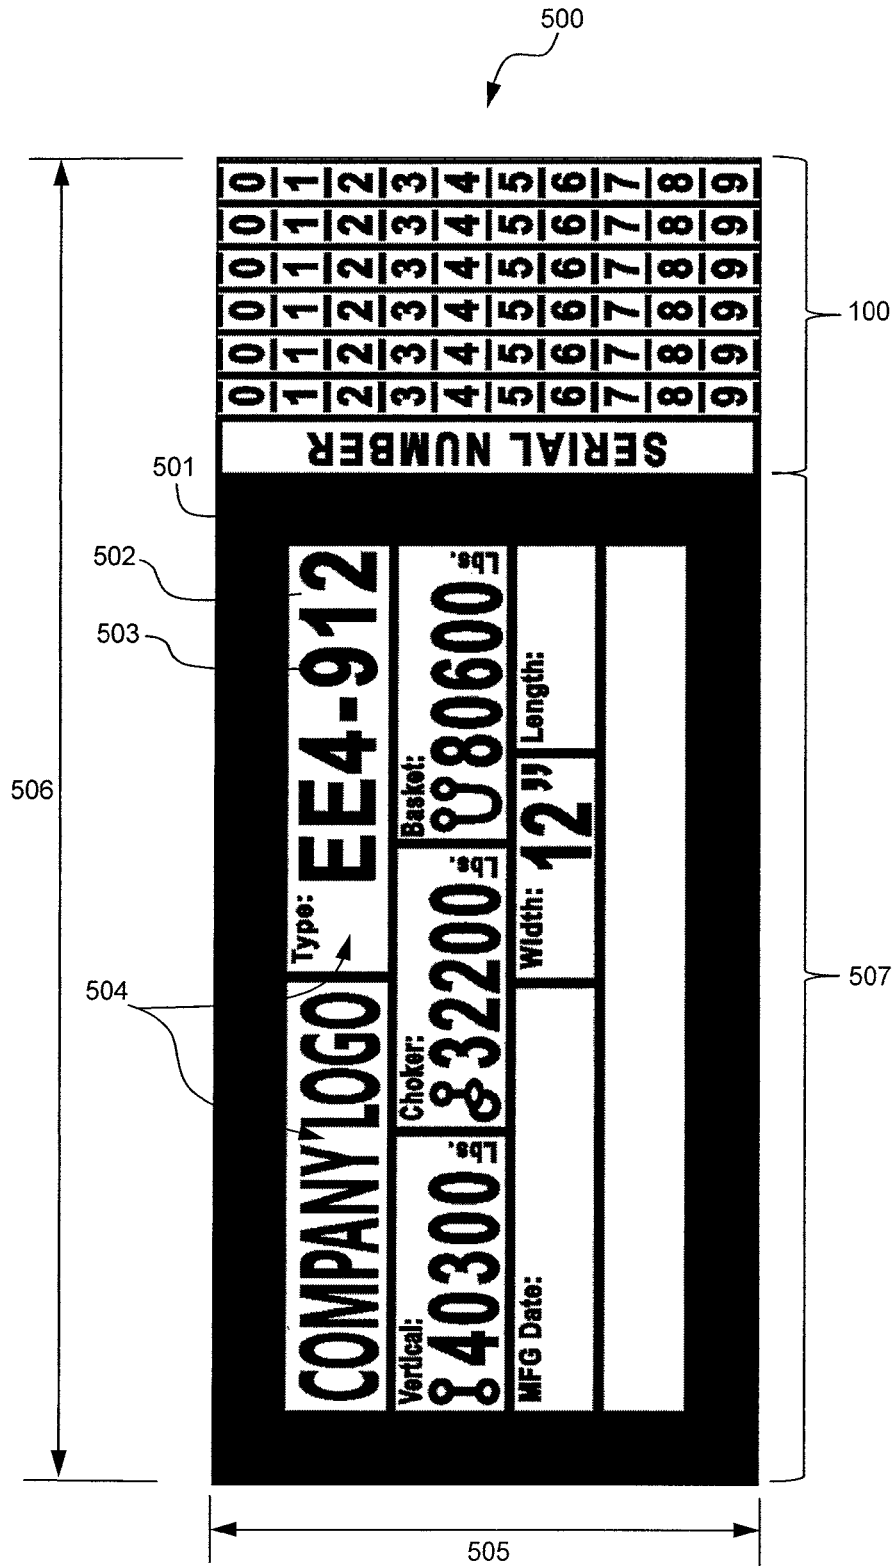 500
0 1 2 3 4 5 6 7 8 9
0 1 2 3 4 5 6 7 8 9
0 1 2 3 4 5 6 7 8 9
0 1 2 3 4 5 6 7 8 9
0 1 2 3 4 5 6 7 8 9
0 1 2 3 4 5 6 7 8 9
SERIAL NUMBER
100
501
502
503
504
506
507
COMPANY LOGO
Type: EE4-912
Vertical: 40300 Lbs.
Choker: 32200 Lbs.
Basket: 80600 Lbs.
MFG Date:
Width: 12"
Length:
505